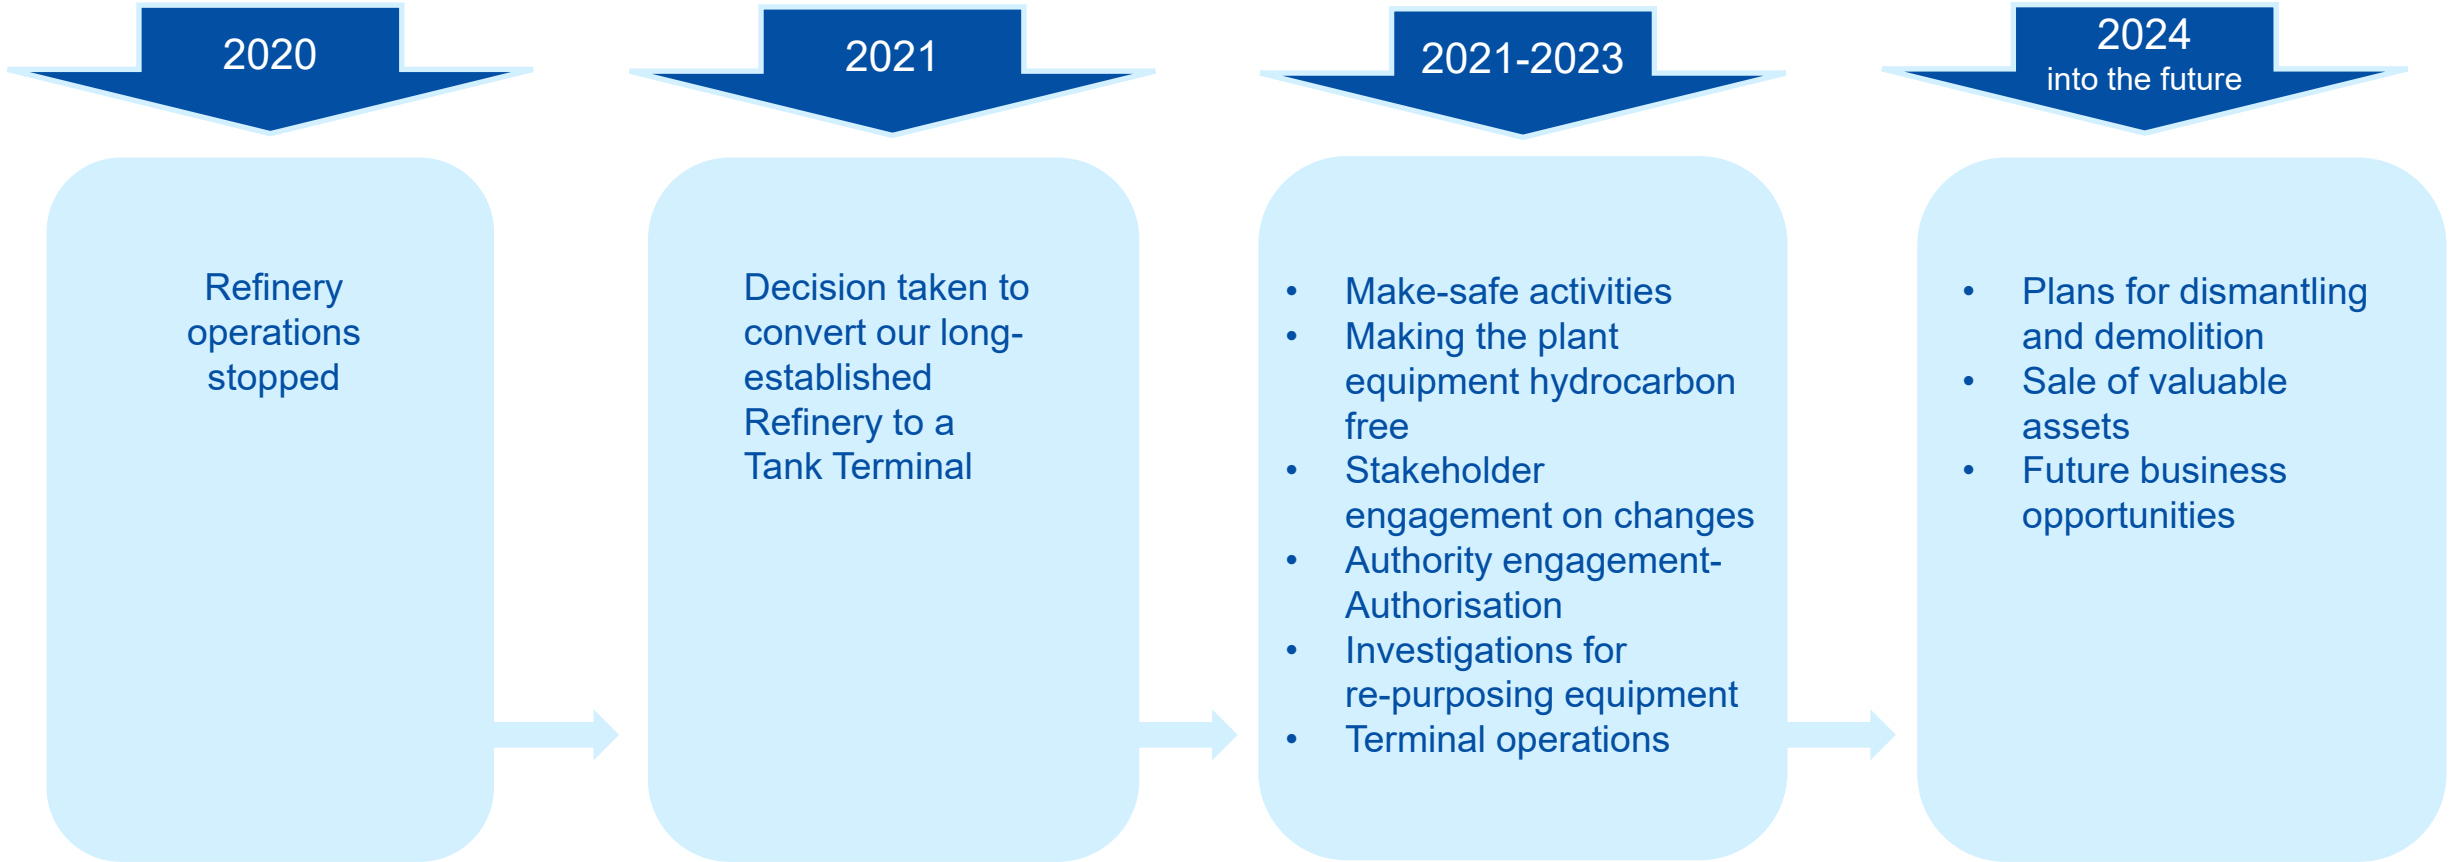 2020
Refinery
operations
stopped
2021
Decision taken to
convert our long-
established
Refinery to a
Tank Terminal
2021-2023
• Make-safe activities
• Making the plant
equipment hydrocarbon
free
• Stakeholder
engagement on changes
• Authority engagement-
Authorisation
• Investigations for
re-purposing equipment
• Terminal operations
2024
into the future
• Plans for dismantling
and demolition
• Sale of valuable
assets
• Future business
opportunities